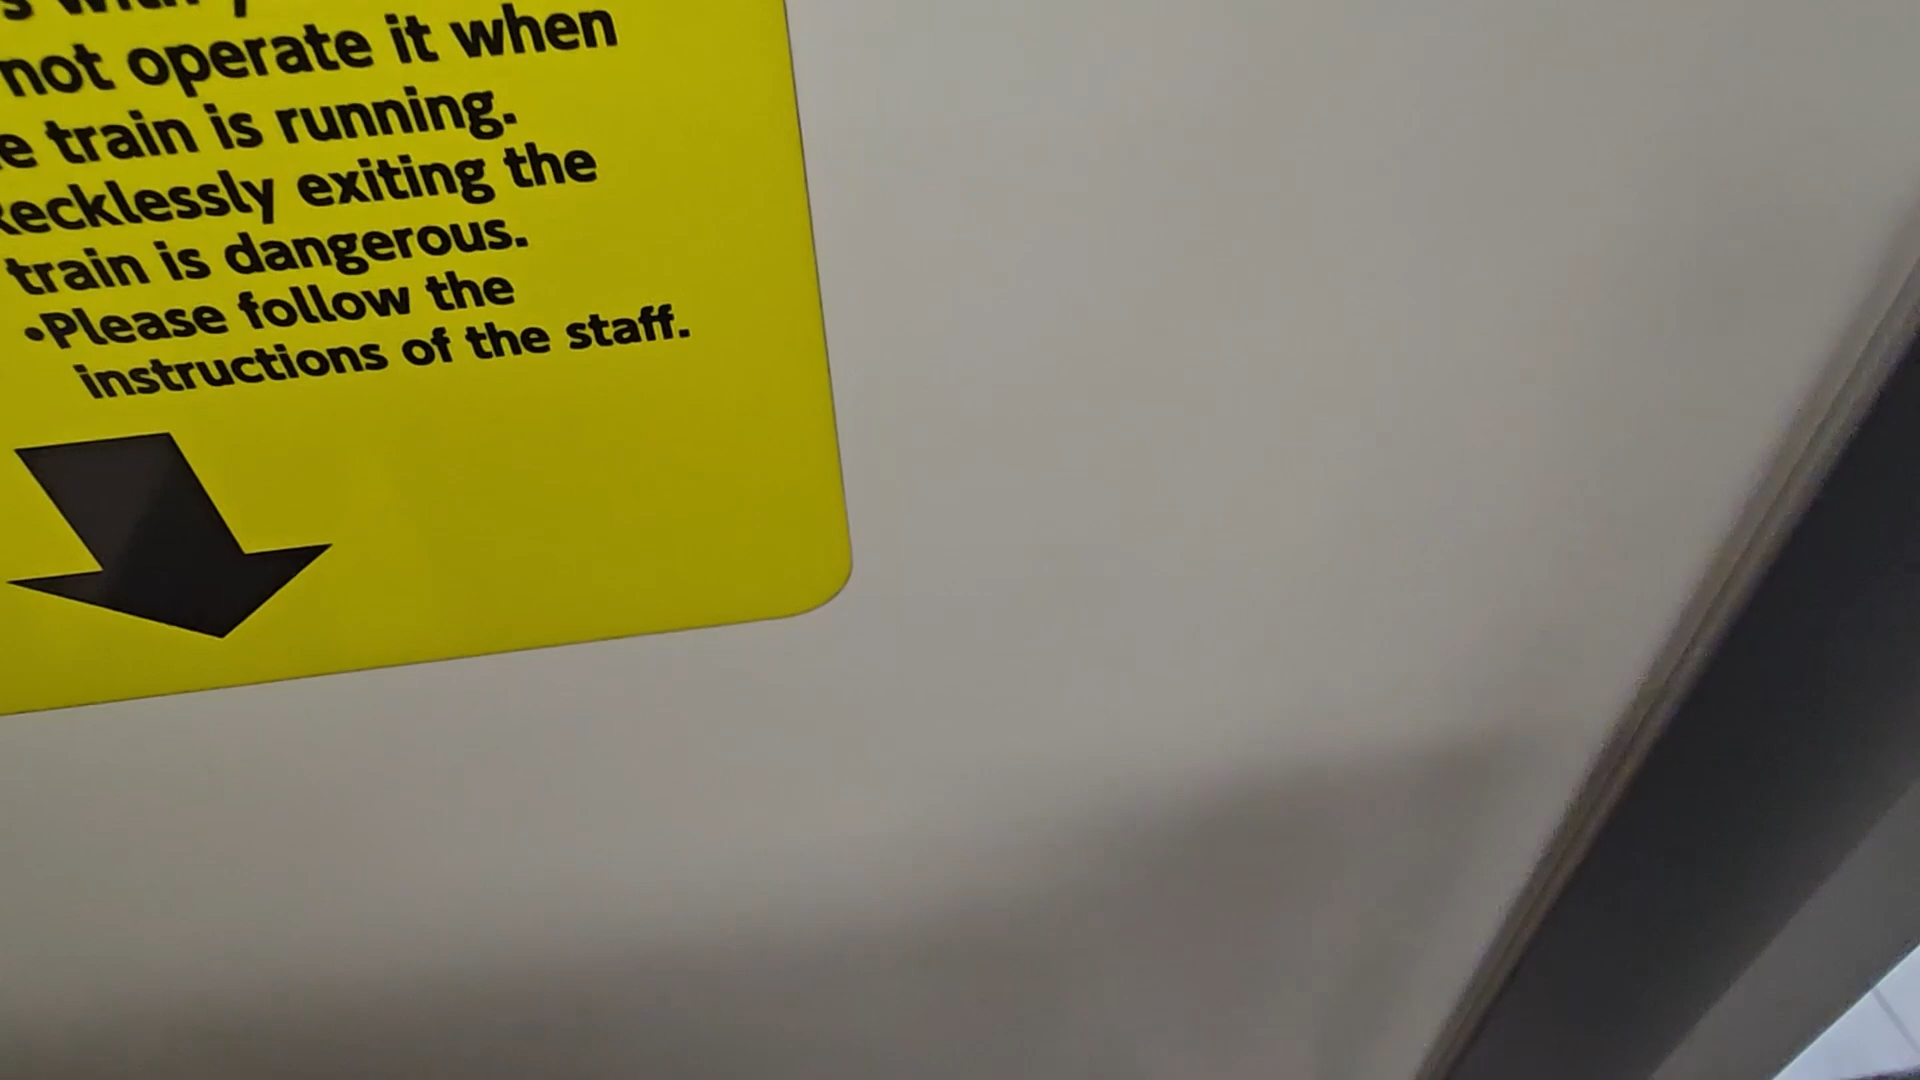 not operate it when
train is running.
Recklessly exiting the
train is dangerous.
•Please follow the
instructions of the staff.